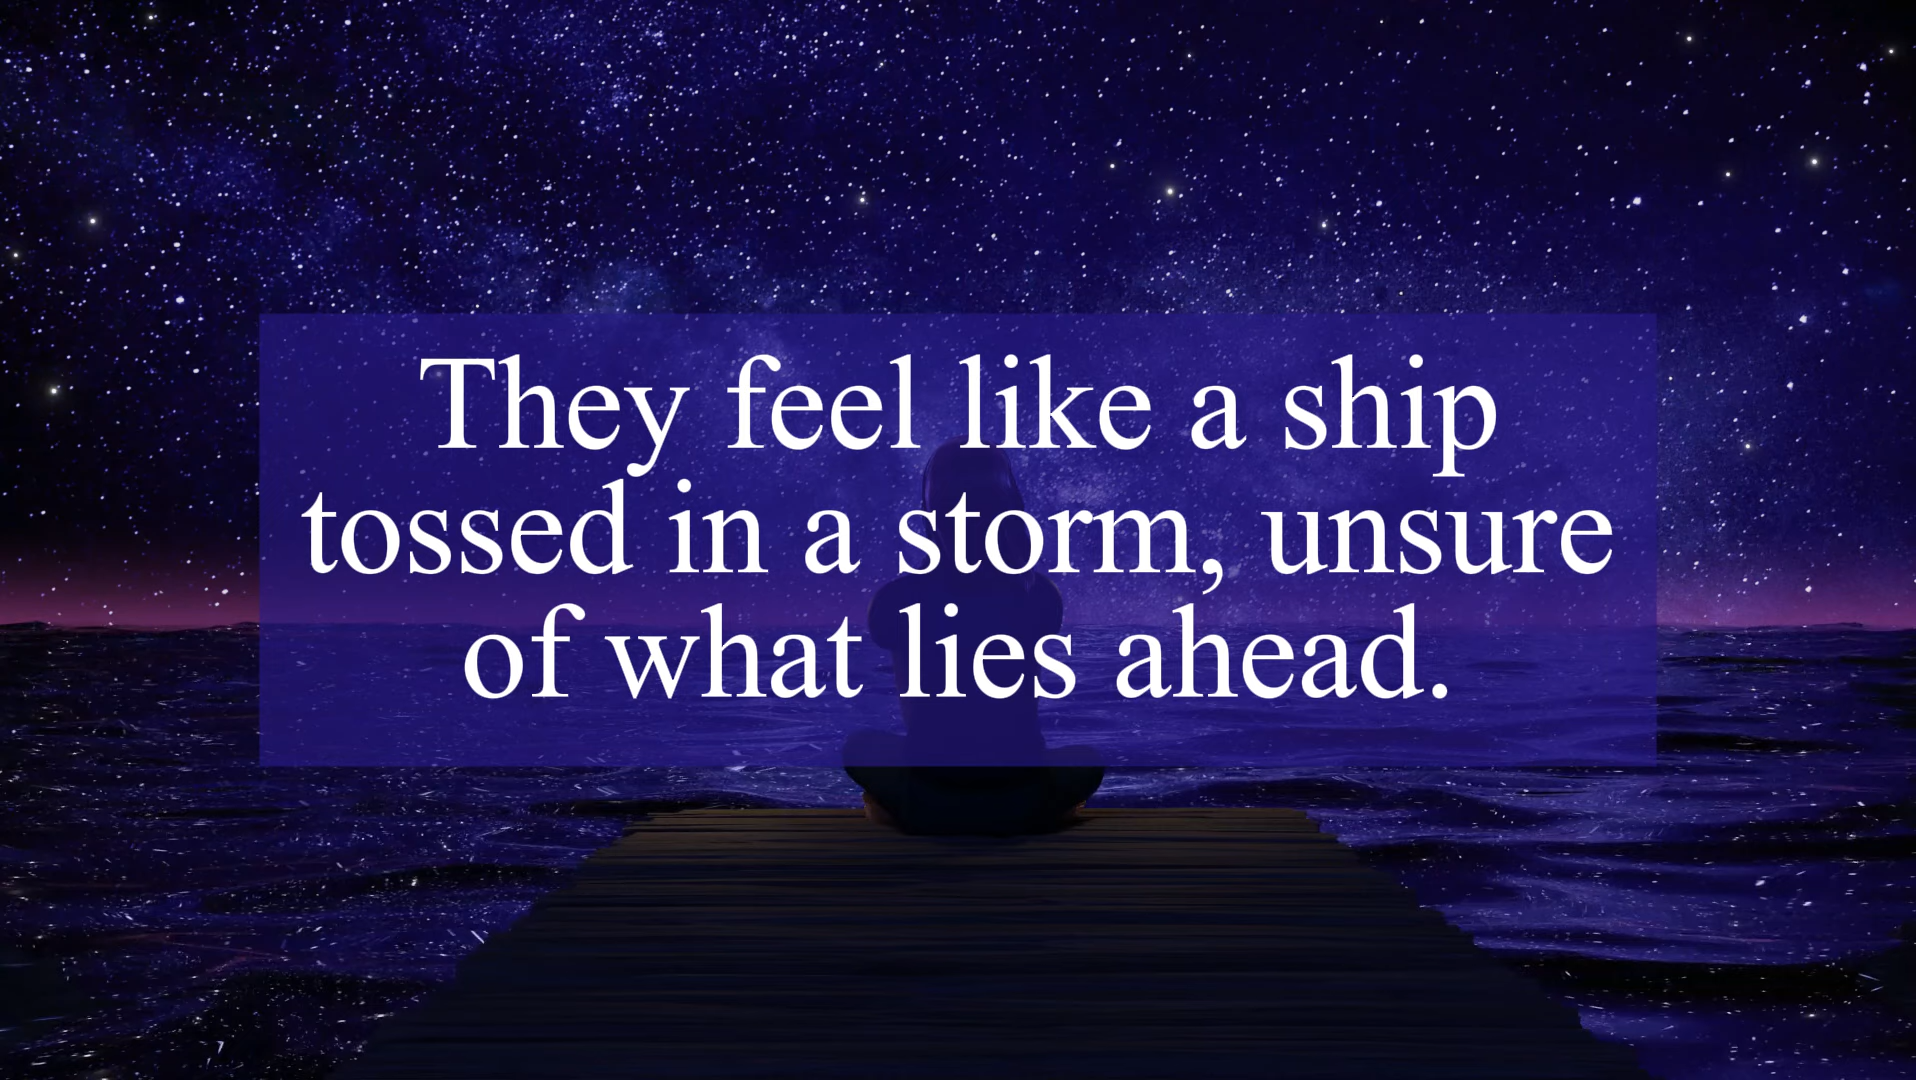 They feel like a ship
tossed in a storm, unsure
of what lies ahead.